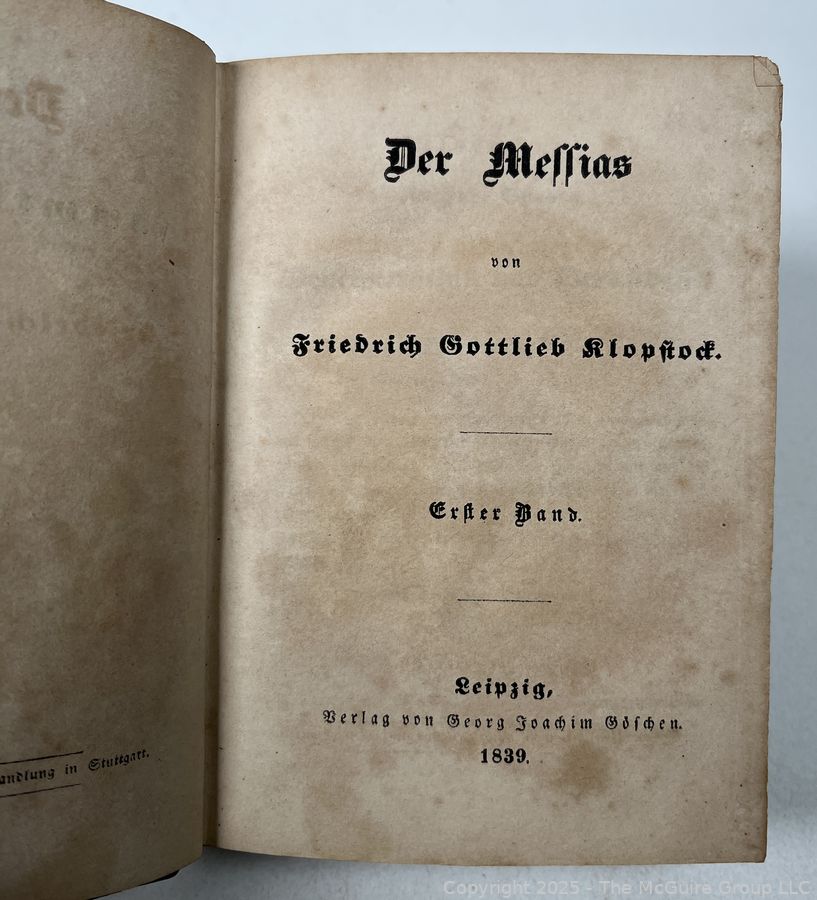 andlung in Stuttgart.
Der Meſſias
von
Friedrich Gottlieb Klopſtock.
Erſter Band.
Leipzig,
Verlag von Georg Joachim Göſchen.
1839.
Copyright 2025 - The McGuire Group LLC